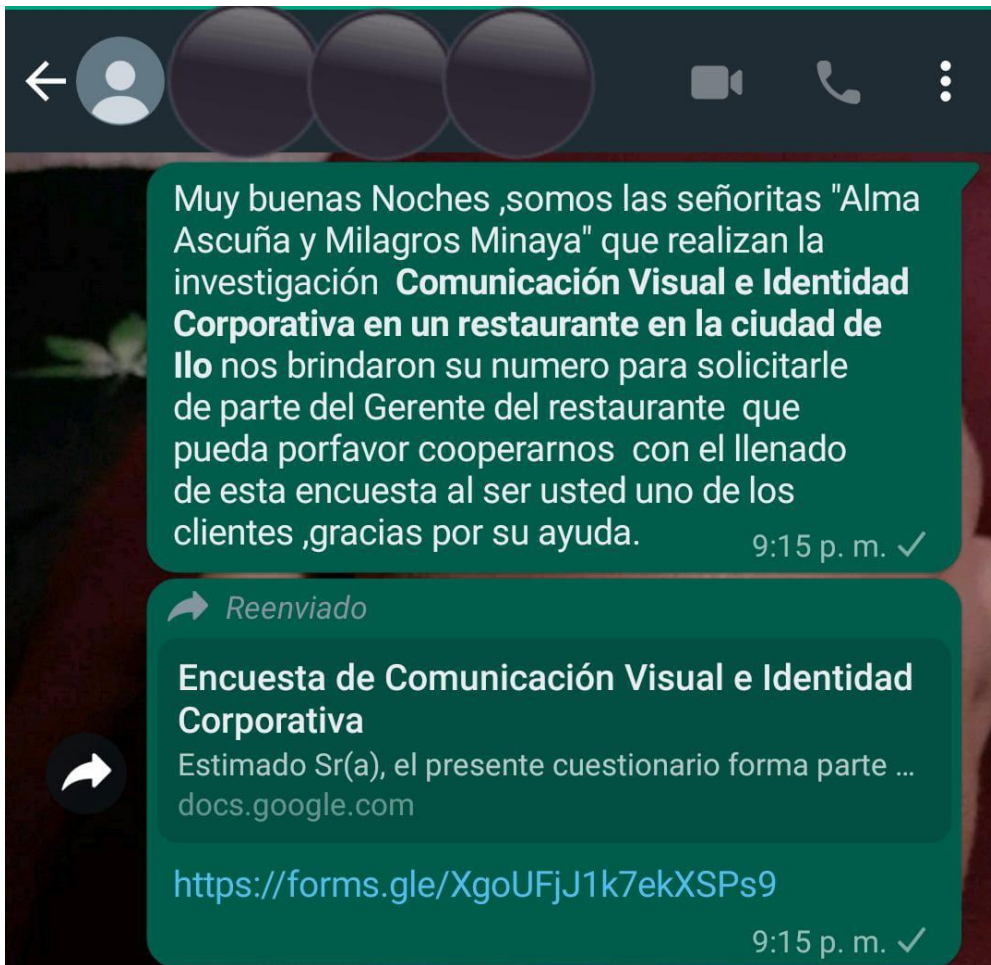 Muy buenas Noches ,somos las señoritas "Alma
Ascuña y Milagros Minaya" que realizan la
investigación  Comunicación Visual e Identidad
Corporativa en un restaurante en la ciudad de
Ilo nos brindaron su numero para solicitarle
de parte del Gerente del restaurante  que
pueda porfavor cooperarnos  con el llenado
de esta encuesta al ser usted uno de los
clientes ,gracias por su ayuda.
9:15 p. m.
Reenviado
Encuesta de Comunicación Visual e Identidad
Corporativa
Estimado Sr(a), el presente cuestionario forma parte ...
docs.google.com
https://forms.gle/XgoUFjJ1k7ekXSPs9
9:15 p. m.